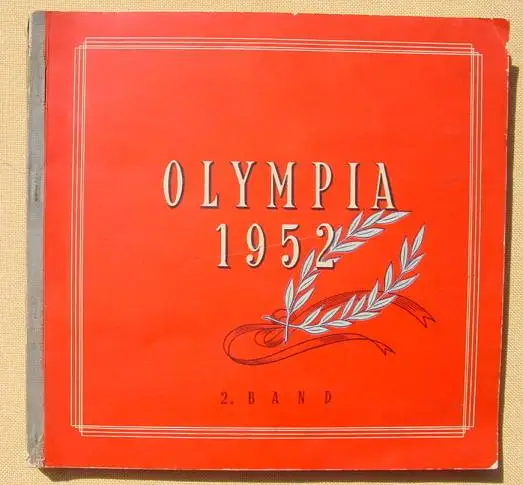 OLYMPIA
1952
2. BAND